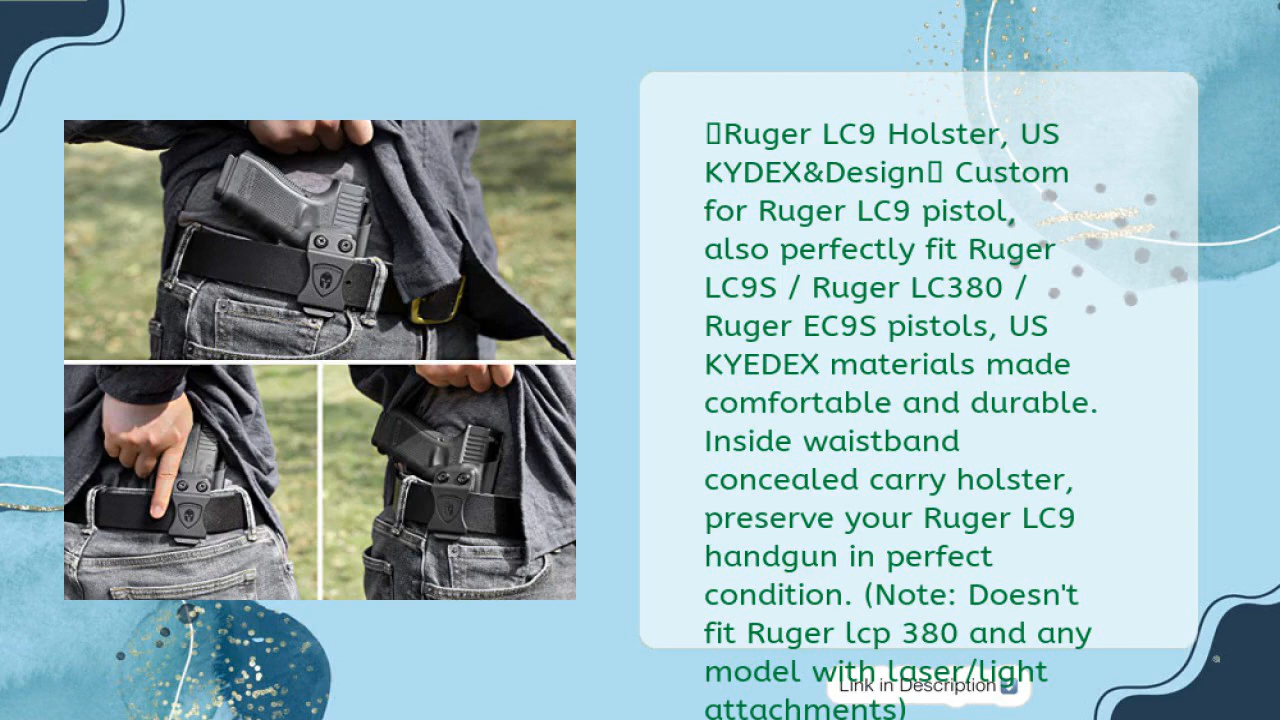 ▯Ruger LC9 Holster, US
KYDEX&Design▯ Custom
for Ruger LC9 pistol,
also perfectly fit Ruger
LC9S / Ruger LC380 /
Ruger EC9S pistols, US
KYEDEX materials made
comfortable and durable.
Inside waistband
concealed carry holster,
preserve your Ruger LC9
handgun in perfect
condition. (Note: Doesn't
fit Ruger lcp 380 and any
model with laser/light
Link in Description
attachments)